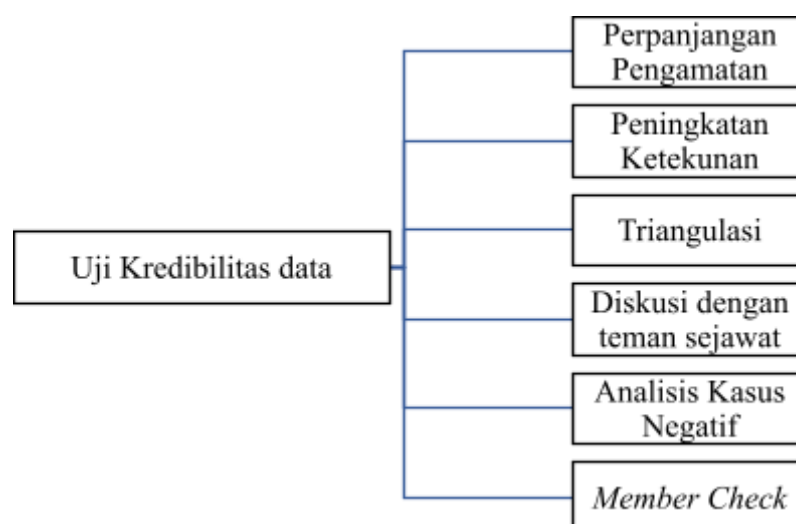 Perpanjangan
Pengamatan
Peningkatan
Ketekunan
Triangulasi
Uji Kredibilitas data
Diskusi dengan
teman sejawat
Analisis Kasus
Negatif
Member Check